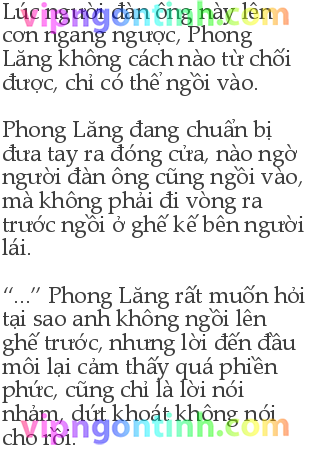 Lúc người đàn ông này lên
cơn ngang ngược, Phong
Lăng không cách nào từ chối
được, chỉ có thể ngồi vào.
Phong Lăng đang chuẩn bị
đưa tay ra đóng cửa, nào ngờ
người đàn ông cũng ngồi vào,
mà không phải đi vòng ra
trước ngồi ở ghế kế bên người
lái.
“...” Phong Lăng rất muốn hỏi
tại sao anh không ngồi lên
ghế trước, nhưng lời đến đầu
môi lại cảm thấy quá phiền
phức, cũng chỉ là lời nói
nhảm, dứt khoát không nói
cho rồi.
vipngontinh.com
vipngontinh.com